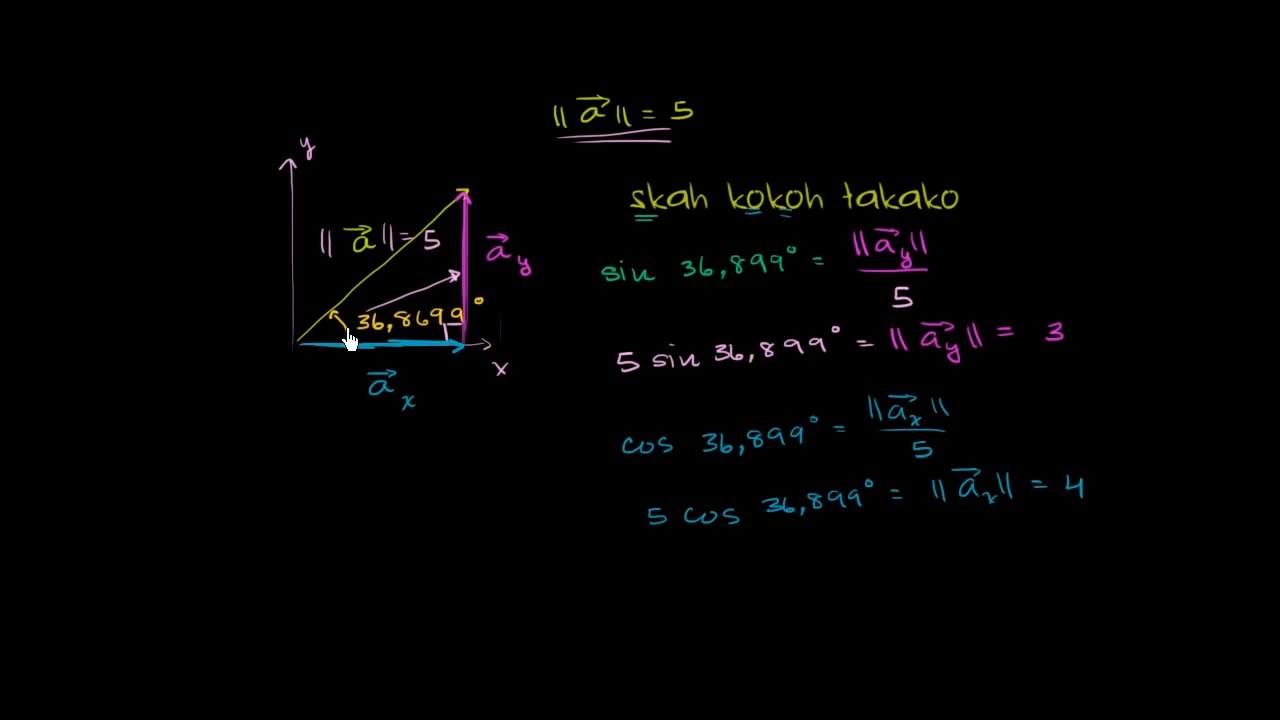 ||a⃗|| = 5
y
||a⃗|| = 5
a⃗y
36,8699°
x
a⃗x
skah kokoh takako
sin 36,899° = ||a⃗y|| / 5
5 sin 36,899° = ||a⃗y|| = 3
cos 36,899° = ||a⃗x|| / 5
5 cos 36,899° = ||a⃗x|| = 4